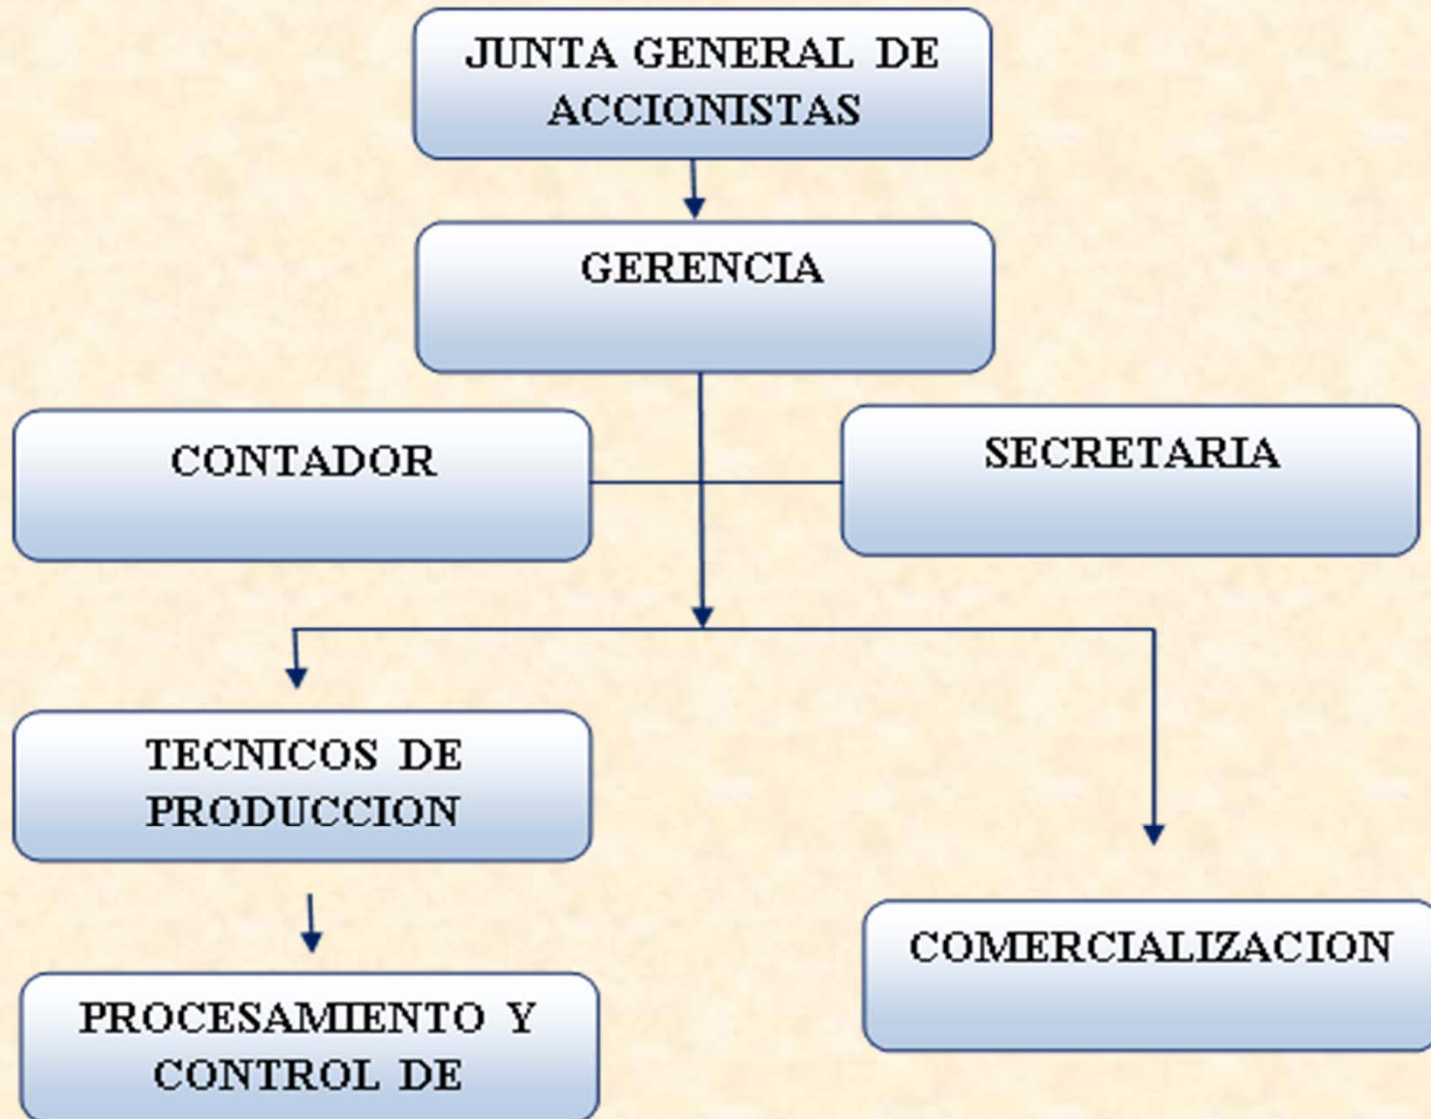 JUNTA GENERAL DE
ACCIONISTAS
GERENCIA
CONTADOR
SECRETARIA
TECNICOS DE
PRODUCCION
COMERCIALIZACION
PROCESAMIENTO Y
CONTROL DE